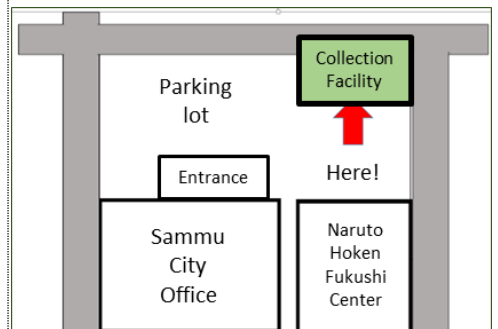 Collection
Facility
Parking
lot
Here!
Entrance
Sammu
City
Office
Naruto
Hoken
Fukushi
Center